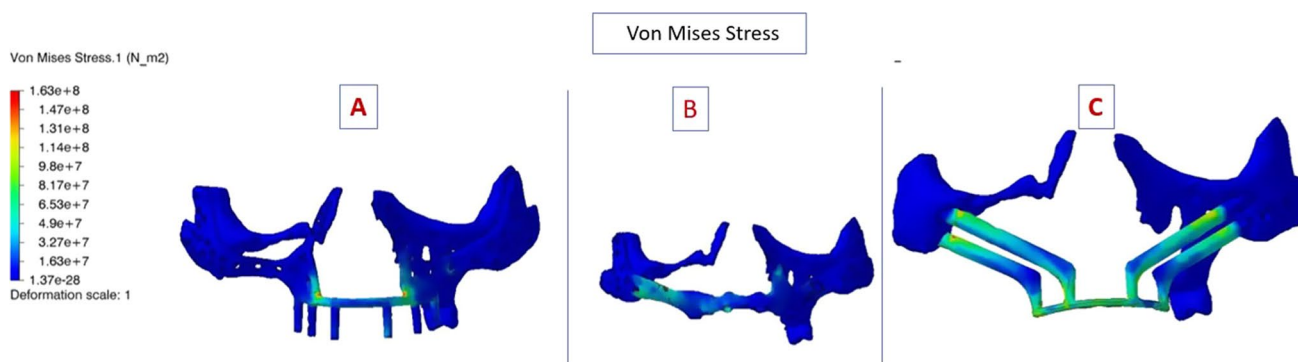 Von Mises Stress
Von Mises Stress.1 (N_m2)
1.63e+8
1.47e+8
1.31e+8
1.14e+8
9.8e+7
8.17e+7
6.53e+7
4.9e+7
3.27e+7
1.63e+7
1.37e-28
Deformation scale: 1
A
B
C